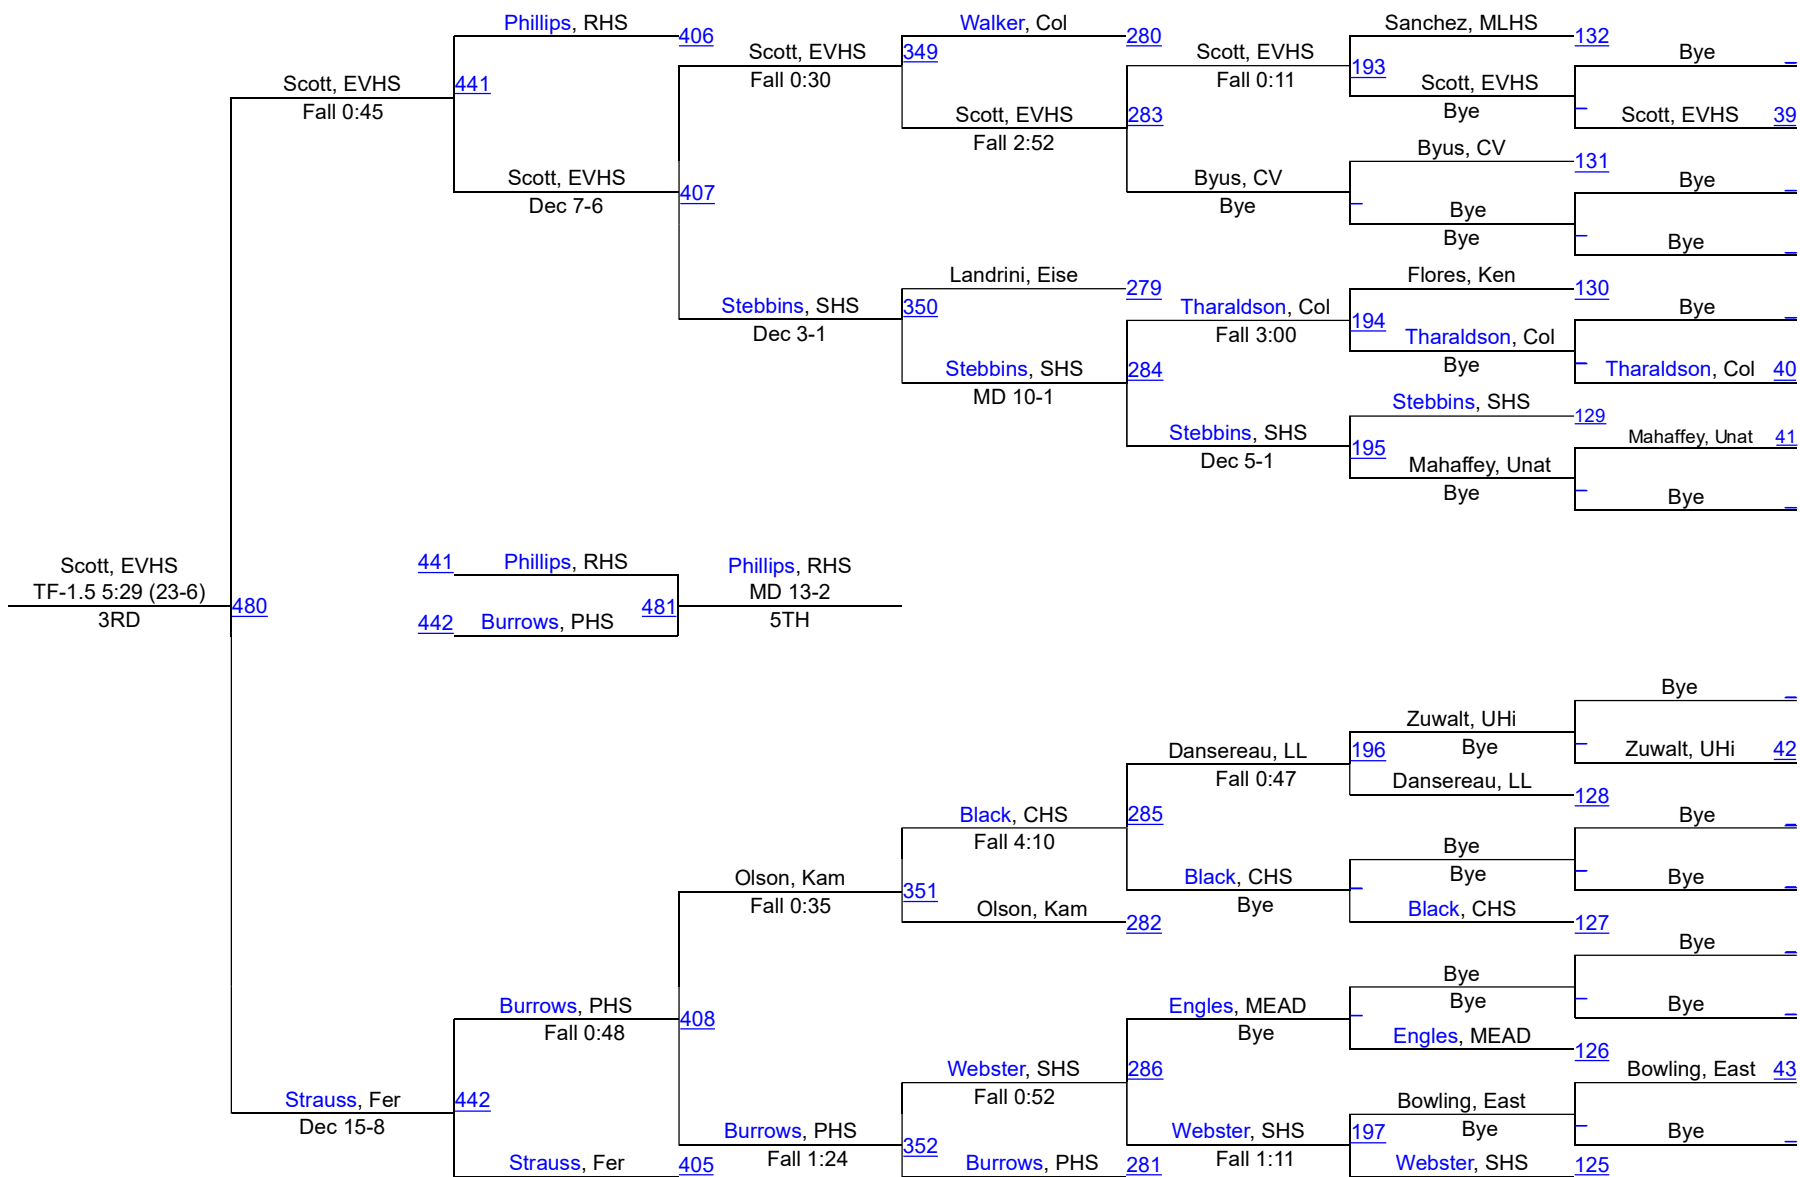 Phillips, RHS
406
Walker, Col
280
Sanchez, MLHS
132
Scott, EVHS
Fall 0:30
349
Scott, EVHS
Fall 0:11
193
Bye
_
Scott, EVHS
Fall 0:45
441
Scott, EVHS
Bye
Scott, EVHS
Fall 2:52
283
_
Scott, EVHS
39
Byus, CV
131
Scott, EVHS
Dec 7-6
407
Byus, CV
Bye
_
Bye
_
Bye
Bye
_
Bye
_
Landrini, Eise
279
Flores, Ken
130
Stebbins, SHS
Dec 3-1
350
Tharaldson, Col
Fall 3:00
194
Bye
_
Tharaldson, Col
Bye
Stebbins, SHS
MD 10-1
284
_
Tharaldson, Col
40
Stebbins, SHS
129
Stebbins, SHS
Dec 5-1
195
Mahaffey, Unat
41
Mahaffey, Unat
Bye
_
Bye
_
Scott, EVHS
TF-1.5 5:29 (23-6)
3RD
480
441
Phillips, RHS
442
Burrows, PHS
481
Phillips, RHS
MD 13-2
5TH
Bye
_
Zuwalt, UHi
Bye
_
Zuwalt, UHi
42
Dansereau, LL
Fall 0:47
196
Dansereau, LL
128
Black, CHS
Fall 4:10
285
Bye
_
Bye
Bye
_
Bye
_
Olson, Kam
Fall 0:35
351
Black, CHS
Bye
_
Olson, Kam
282
Black, CHS
127
Bye
_
Bye
Bye
_
Bye
_
Burrows, PHS
Fall 0:48
408
Engles, MEAD
Bye
_
Engles, MEAD
126
Webster, SHS
Fall 0:52
286
Bowling, East
43
Strauss, Fer
Dec 15-8
442
Bowling, East
Bye
_
Bye
_
Burrows, PHS
Fall 1:24
352
Webster, SHS
Fall 1:11
197
Strauss, Fer
405
Burrows, PHS
281
Webster, SHS
125